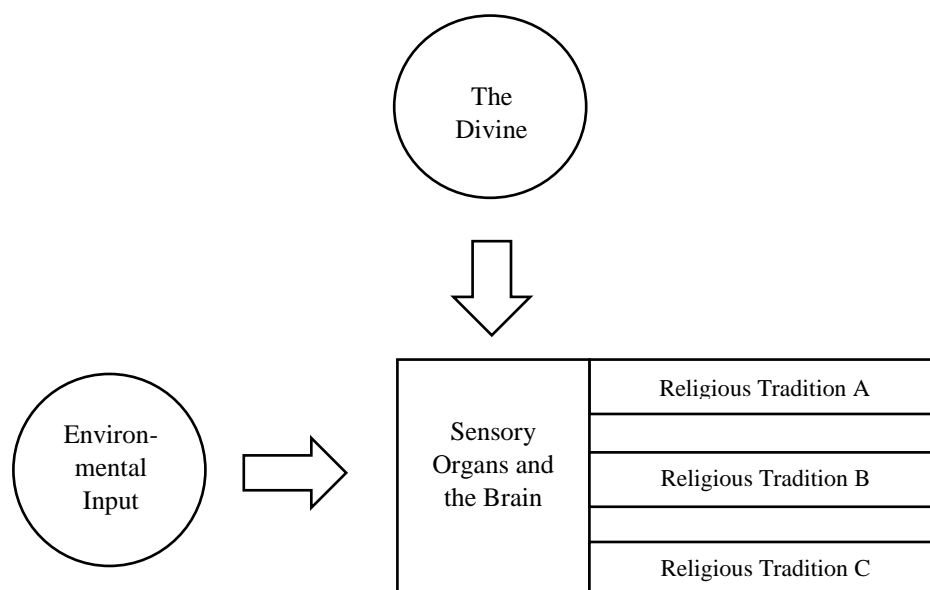 The
Divine
Environ-
mental
Input
Sensory
Organs and
the Brain
Religious Tradition A
Religious Tradition B
Religious Tradition C